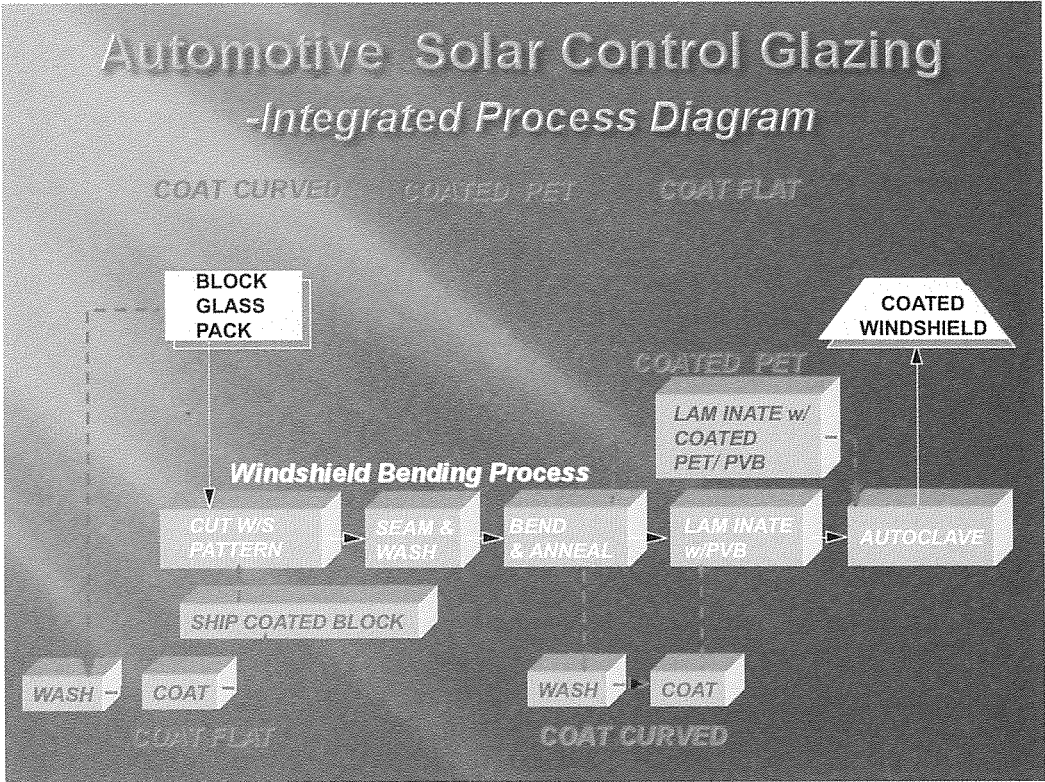 Automotive Solar Control Glazing
-Integrated Process Diagram
COAT CURVED
COATED PET
COAT FLAT
BLOCK
GLASS
PACK
COATED
WINDSHIELD
COATED PET
LAM INATE w/
COATED
PET/ PVB
Windshield Bending Process
CUT W/S
PATTERN
SEAM &
WASH
BEND
& ANNEAL
LAM INATE
w/PVB
AUTOCLAVE
SHIP COATED BLOCK
WASH
COAT
WASH
COAT
COAT FLAT
COAT CURVED